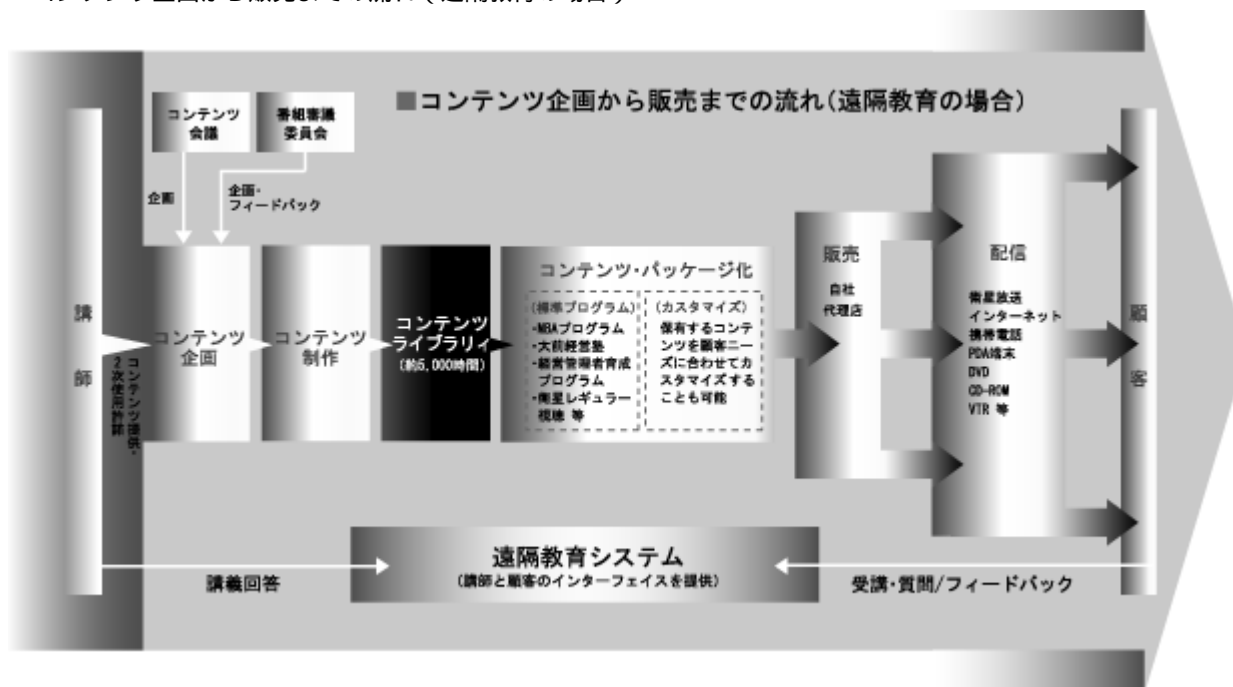 コンテンツ企画から販売までの流れ(遠隔教育の場合)
■コンテンツ企画から販売までの流れ(遠隔教育の場合)
コンテンツ
会議
番組審議
委員会
企画
企画・
フィードバック
講師
コンテンツ提供・
2次使用許諾
コンテンツ
企画
コンテンツ
制作
コンテンツ
ライブラリィ
(約5,000時間)
コンテンツ・パッケージ化
(標準プログラム)
・MBAプログラム
・大前経営塾
・経営管理者育成
プログラム
・衛星レギュラー
視聴 等
(カスタマイズ)
保有するコンテ
ンツを顧客ニー
ズに合わせてカ
スタマイズする
ことも可能
販売
自社
代理店
配信
衛星放送
インターネット
携帯電話
PDA端末
DVD
CD-ROM
VTR 等
顧客
遠隔教育システム
(講師と顧客のインターフェイスを提供)
講義回答
受講・質問/フィードバック